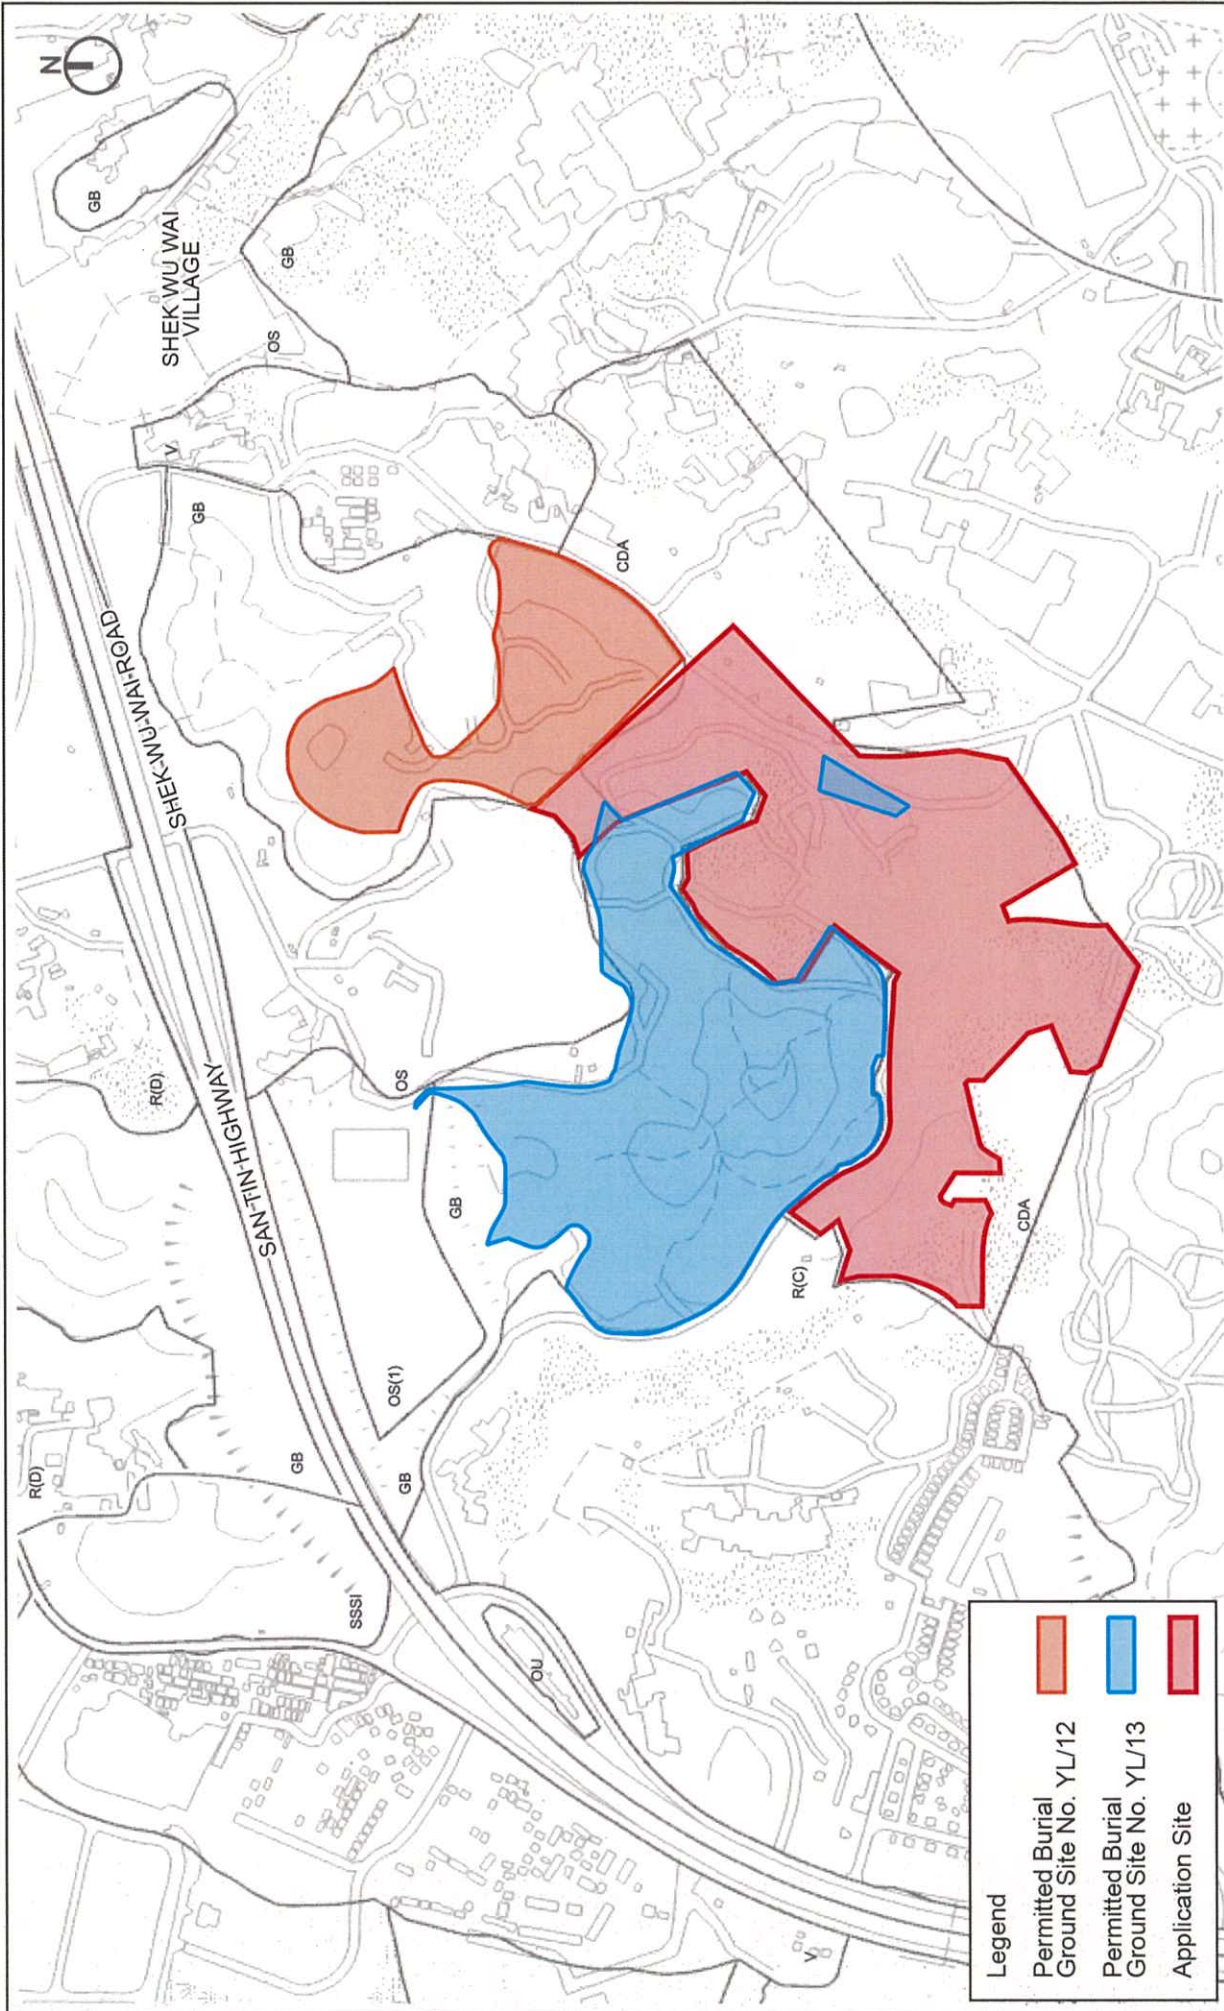 N
GB
SHEK WU WAI
VILLAGE
GB
OS
V
GB
SHEK-WU-WAI-ROAD
CDA
R(D)
SAN-TIN-HIGHWAY
OS
GB
R(C)
CDA
R(D)
GB
OS(1)
GB
SSSI
OU
V
Legend
Permitted Burial
Ground Site No. YL/12
Permitted Burial
Ground Site No. YL/13
Application Site